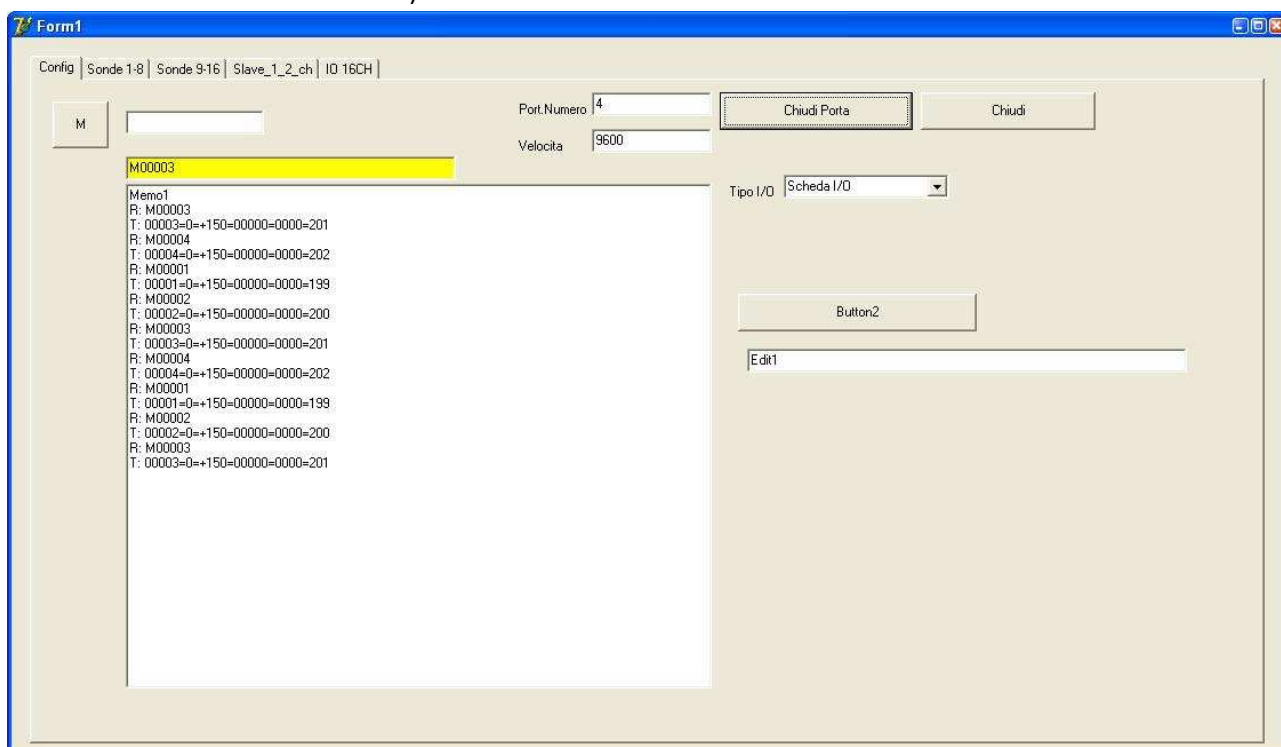 Form1
Config Sonde 1-8 Sonde 9-16 Slave_1_2_ch IO 16CH
M
Port.Numero 4
Chiudi Porta
Chiudi
Velocita 9600
M00003
Tipo I/O Scheda I/O
Memo1
R: M00003
T: 00003=0=+150=00000=0000=201
R: M00004
T: 00004=0=+150=00000=0000=202
R: M00001
T: 00001=0=+150=00000=0000=199
R: M00002
T: 00002=0=+150=00000=0000=200
R: M00003
T: 00003=0=+150=00000=0000=201
R: M00004
T: 00004=0=+150=00000=0000=202
R: M00001
T: 00001=0=+150=00000=0000=199
R: M00002
T: 00002=0=+150=00000=0000=200
R: M00003
T: 00003=0=+150=00000=0000=201
Button2
Edit1